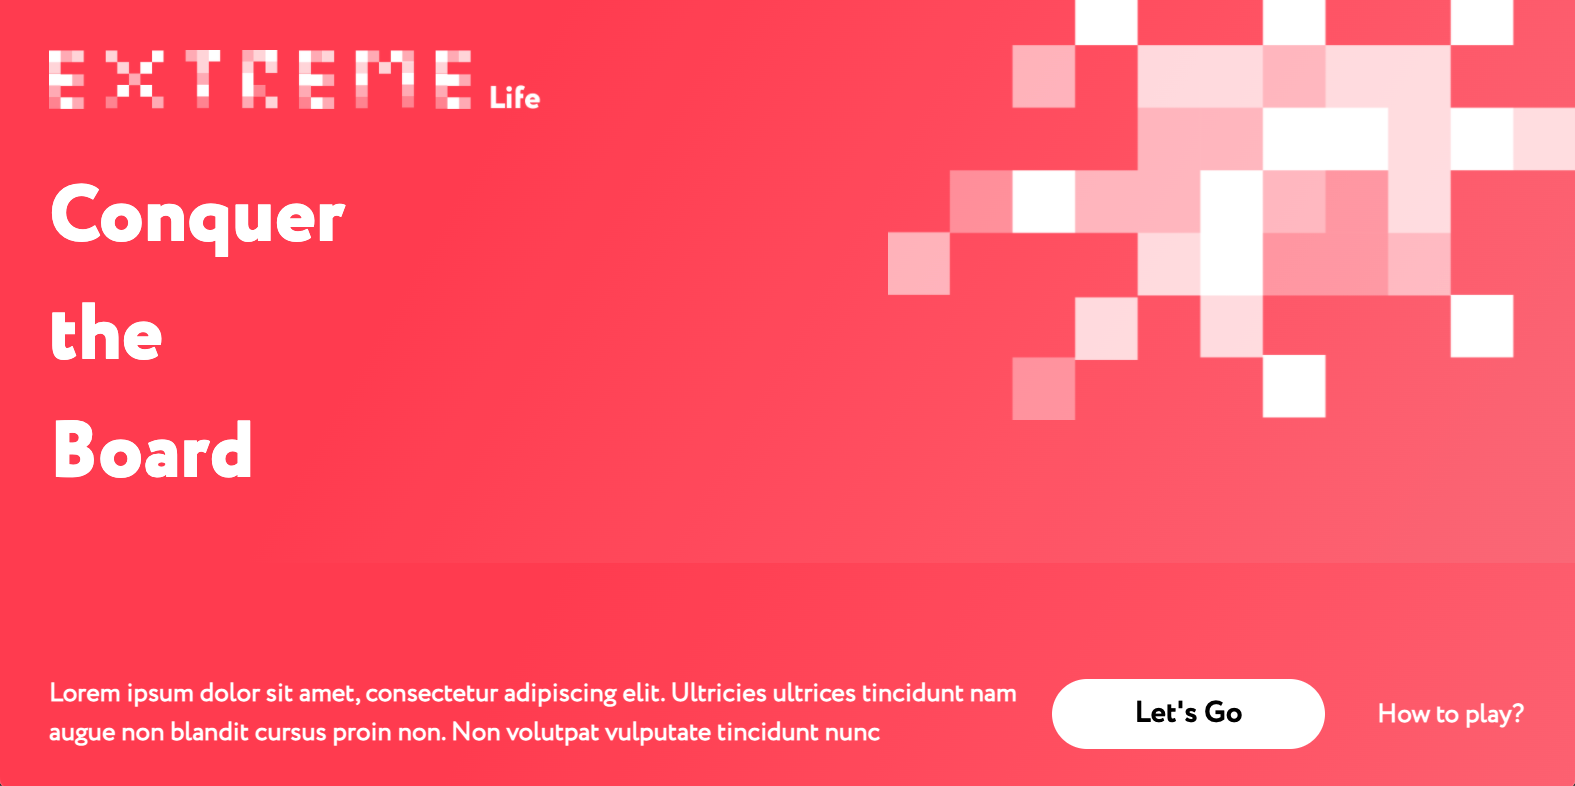 EXTREME Life
Conquer
the
Board
Lorem ipsum dolor sit amet, consectetur adipiscing elit. Ultricies ultrices tincidunt nam
augue non blandit cursus proin non. Non volutpat vulputate tincidunt nunc
Let's Go
How to play?